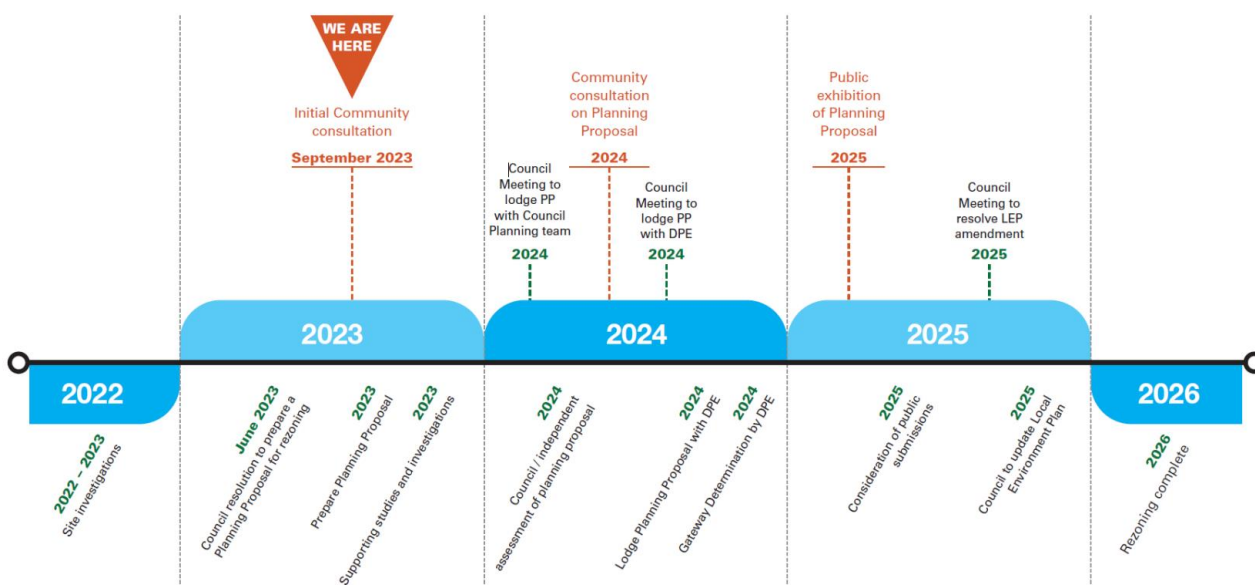 WE ARE
HERE
Initial Community
consultation
September 2023
Council
Meeting to
lodge PP
with Council
Planning team
2024
Community
consultation
on Planning
Proposal
2024
Council
Meeting to
lodge PP
with DPE
2024
Public
exhibition
of Planning
Proposal
2025
Council
Meeting to
resolve LEP
amendment
2025
2023
2024
2025
2022
2026
2022 – 2023
Site investigations
June 2023
Council resolution to prepare a
Planning Proposal for rezoning
2023
Prepare Planning Proposal
2023
Supporting studies and investigations
2024
Council / independent
assessment of planning proposal
2024
Lodge Planning Proposal with DPE
2024
Gateway Determination by DPE
2025
Consideration of public
submissions
2025
Council to update Local
Environment Plan
2026
Rezoning complete